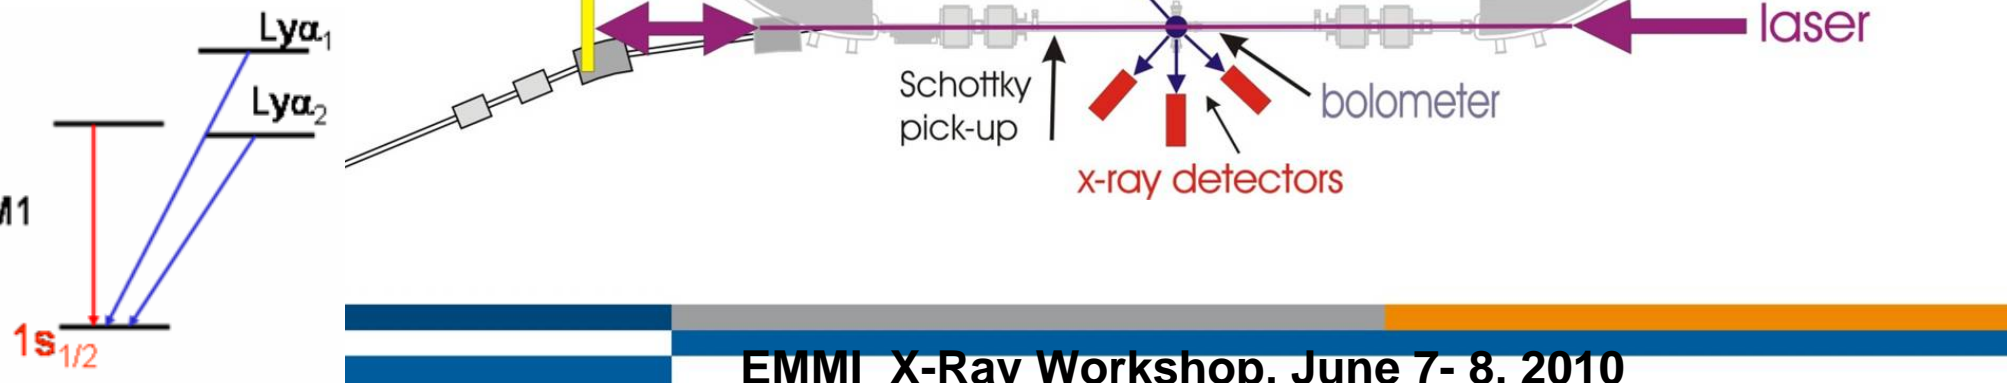 Lyα1
Lyα2
M1
1s1/2
laser
Schottky
pick-up
bolometer
x-ray detectors
EMMI X-Ray Workshop, June 7- 8, 2010